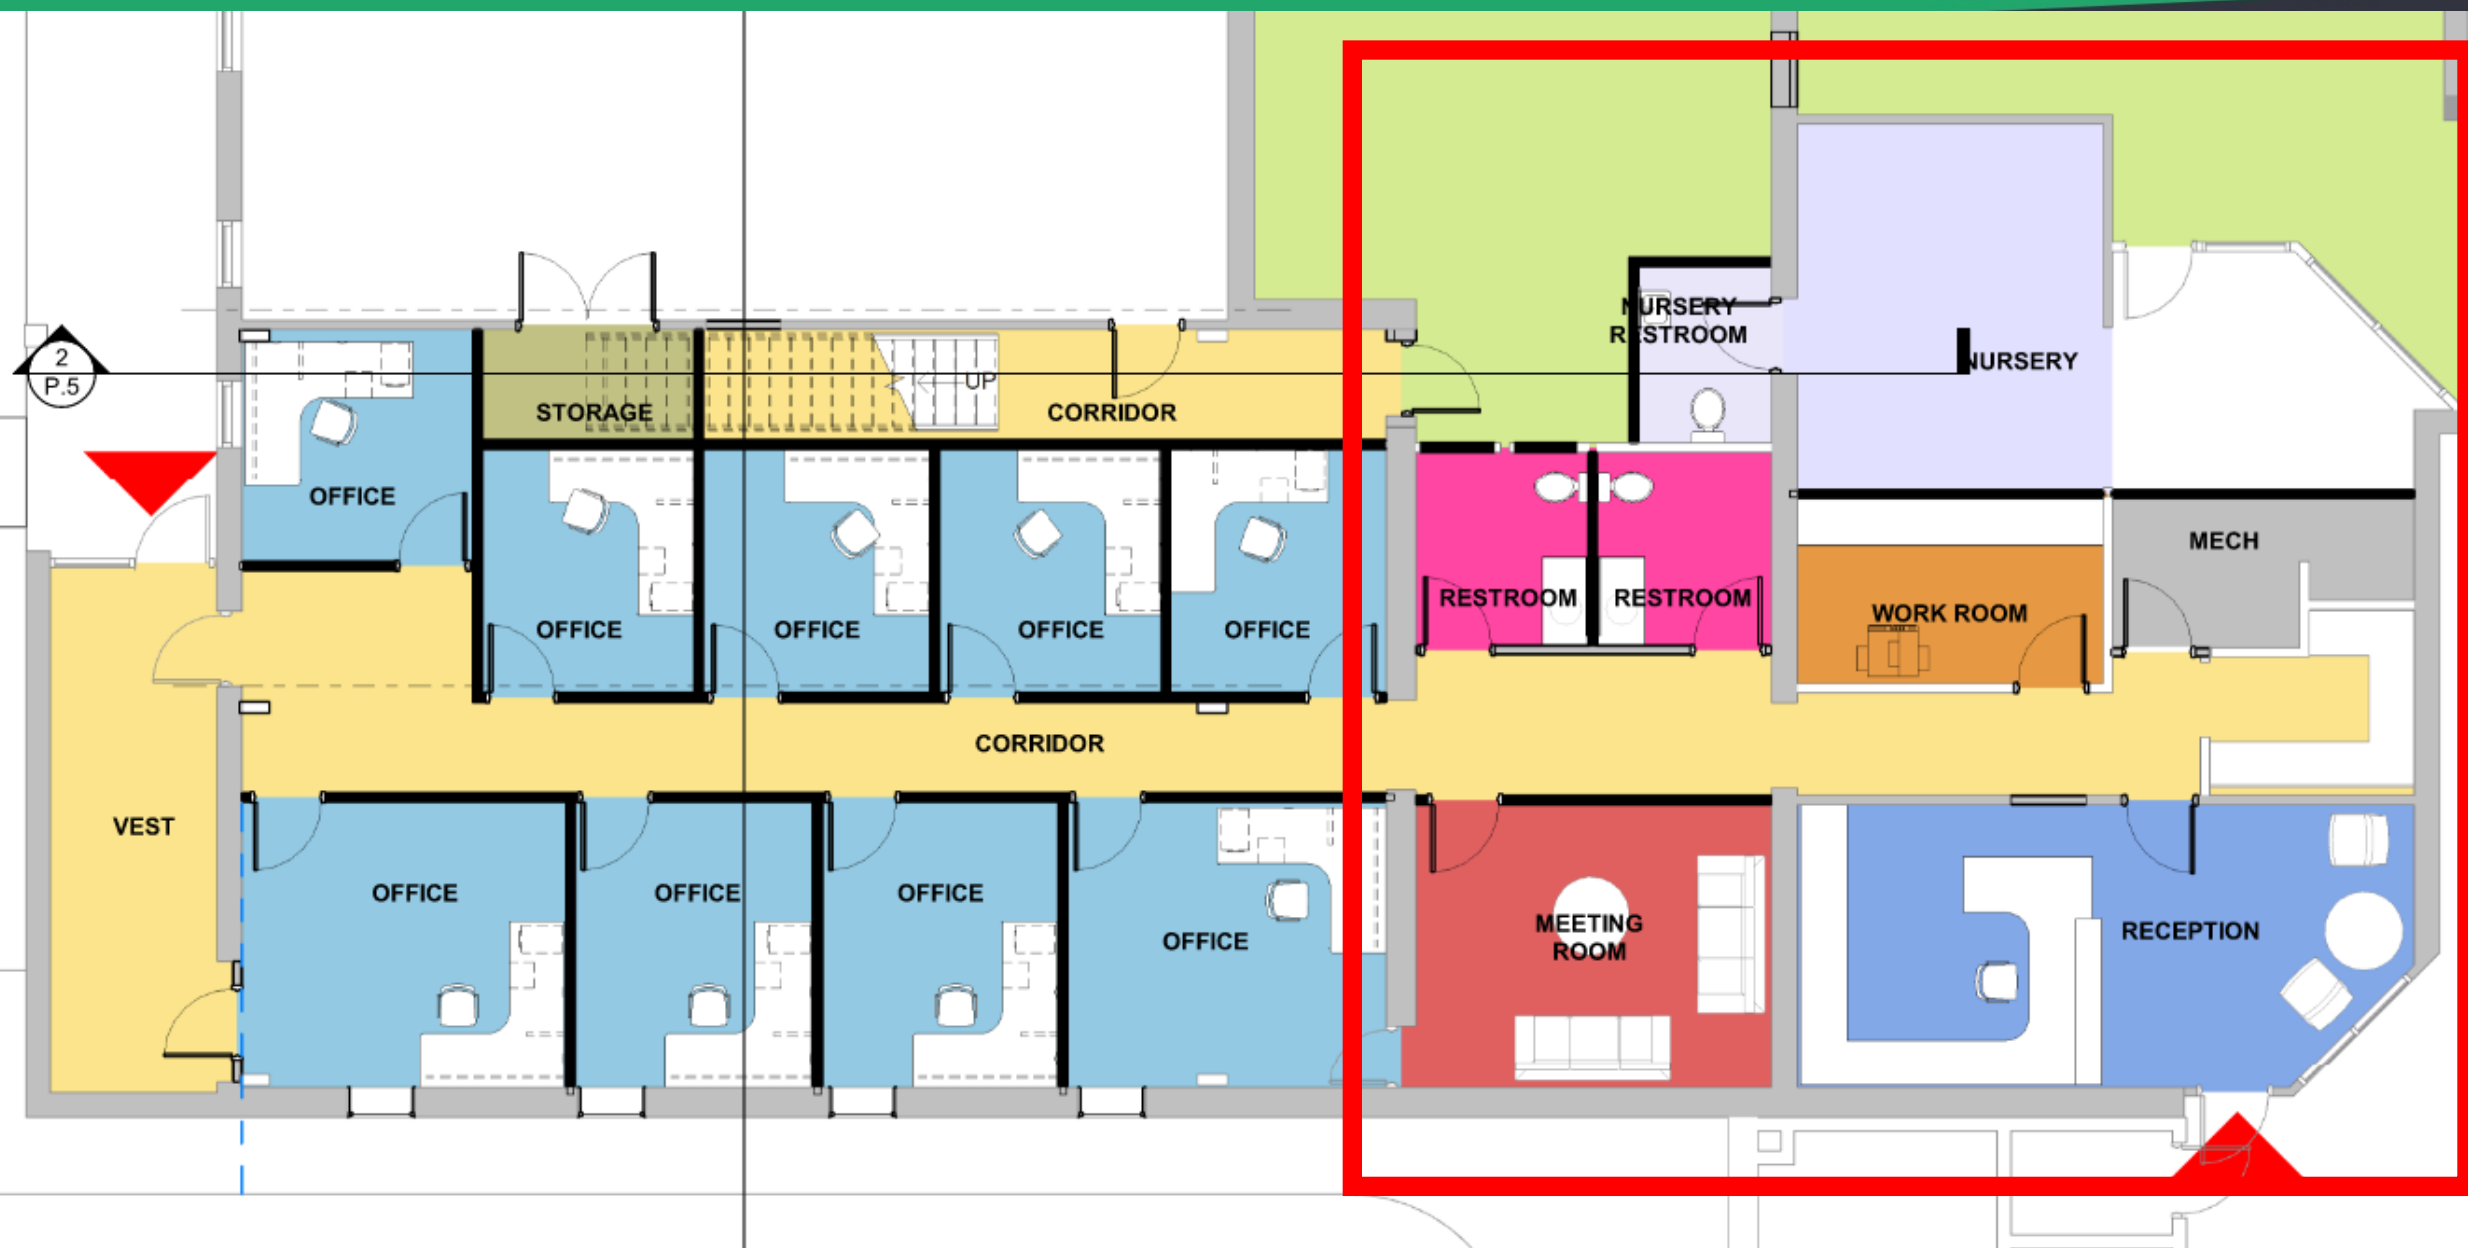 NURSERY
RESTROOM
2
P.5
NURSERY
UP
STORAGE
CORRIDOR
OFFICE
MECH
RESTROOM
RESTROOM
WORK ROOM
OFFICE
OFFICE
OFFICE
OFFICE
CORRIDOR
VEST
OFFICE
OFFICE
OFFICE
OFFICE
MEETING
ROOM
RECEPTION